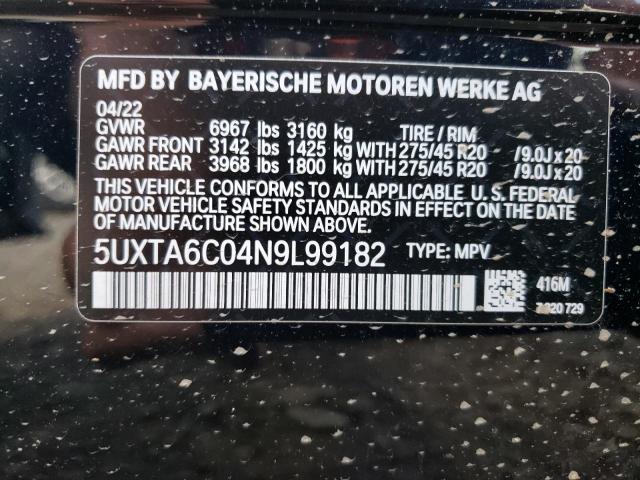 MFD BY BAYERISCHE MOTOREN WERKE AG
04/22
GVWR 6967 lbs 3160 kg TIRE / RIM
GAWR FRONT 3142 lbs 1425 kg WITH 275/45 R20 /9.0J x 20
GAWR REAR 3968 lbs 1800 kg WITH 275/45 R20 /9.0J x 20
THIS VEHICLE CONFORMS TO ALL APPLICABLE U. S. FEDERAL
MOTOR VEHICLE SAFETY STANDARDS IN EFFECT ON THE DATE
OF MANUFACTURE SHOWN ABOVE.
5UXTA6C04N9L99182 TYPE: MPV
416M
729